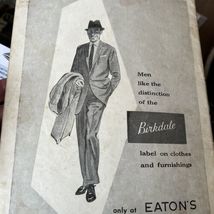 Men
like the
distinction
of the
Birkdale
label on clothes
and furnishings
only at EATON'S